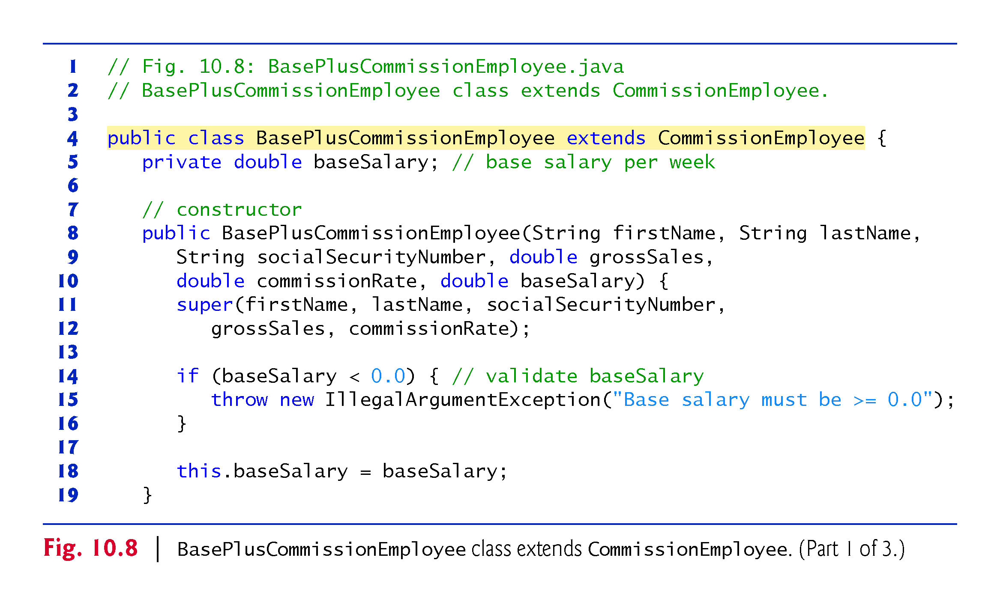 1 // Fig. 10.8: BasePlusCommissionEmployee.java
2 // BasePlusCommissionEmployee class extends CommissionEmployee.
3
4 public class BasePlusCommissionEmployee extends CommissionEmployee {
5 private double baseSalary; // base salary per week
6
7 // constructor
8 public BasePlusCommissionEmployee(String firstName, String lastName,
9 String socialSecurityNumber, double grossSales,
10 double commissionRate, double baseSalary) {
11 super(firstName, lastName, socialSecurityNumber,
12 grossSales, commissionRate);
13
14 if (baseSalary < 0.0) { // validate baseSalary
15 throw new IllegalArgumentException("Base salary must be >= 0.0");
16 }
17
18 this.baseSalary = baseSalary;
19 }
Fig. 10.8 | BasePlusCommissionEmployee class extends CommissionEmployee. (Part 1 of 3.)